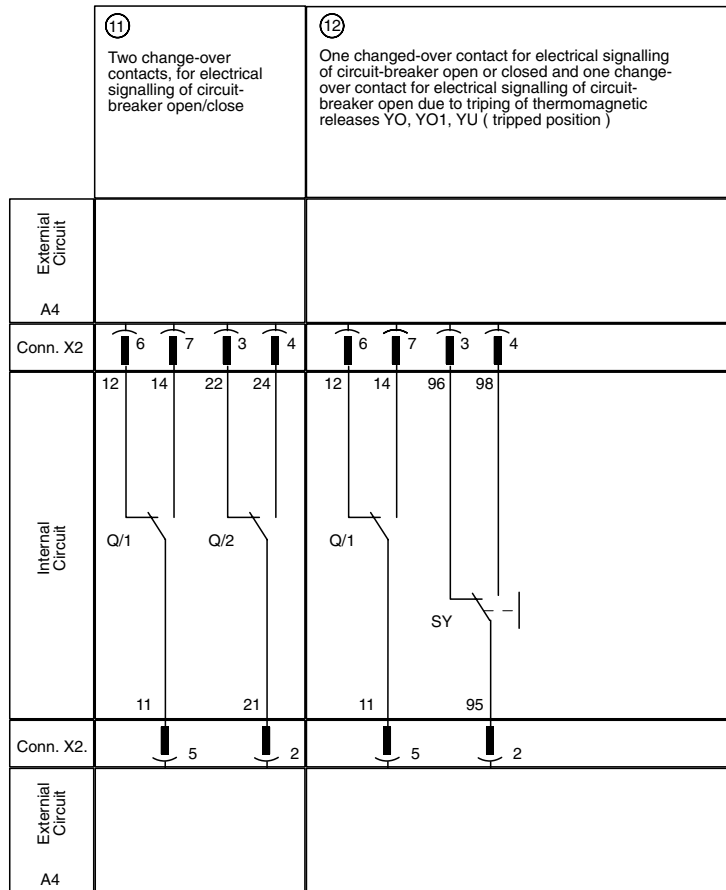 11
Two change-over
contacts, for electrical
signalling of circuit-
breaker open/close
12
One changed-over contact for electrical signalling
of circuit-breaker open or closed and one change-
over contact for electrical signalling of circuit-
breaker open due to triping of thermomagnetic
releases YO, YO1, YU ( tripped position )
Externial
Circuit
A4
Conn. X2
6 7 3 4 6 7 3 4
12 14 22 24 12 14 96 98
Internal
Circuit
Q/1 Q/2 Q/1
SY
11 21 11 95
Conn. X2.
5 2 5 2
Externial
Circuit
A4